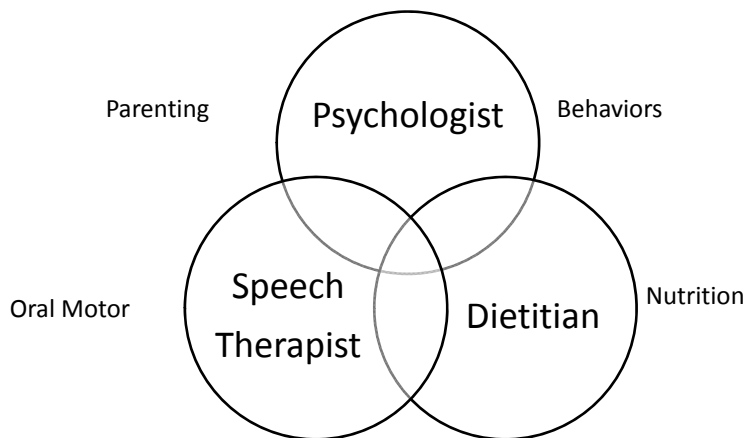 Parenting
Psychologist
Behaviors
Speech
Therapist
Oral Motor
Dietitian
Nutrition